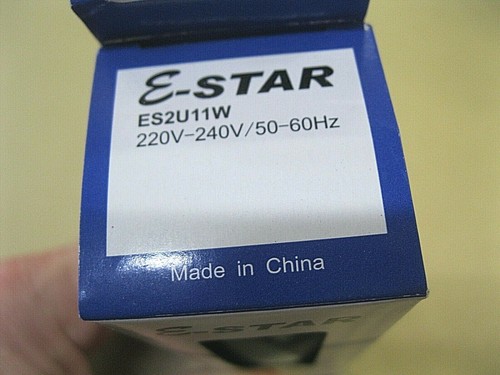 E-STAR
ES2U11W
220V-240V/50-60Hz
Made in China
E-STAR